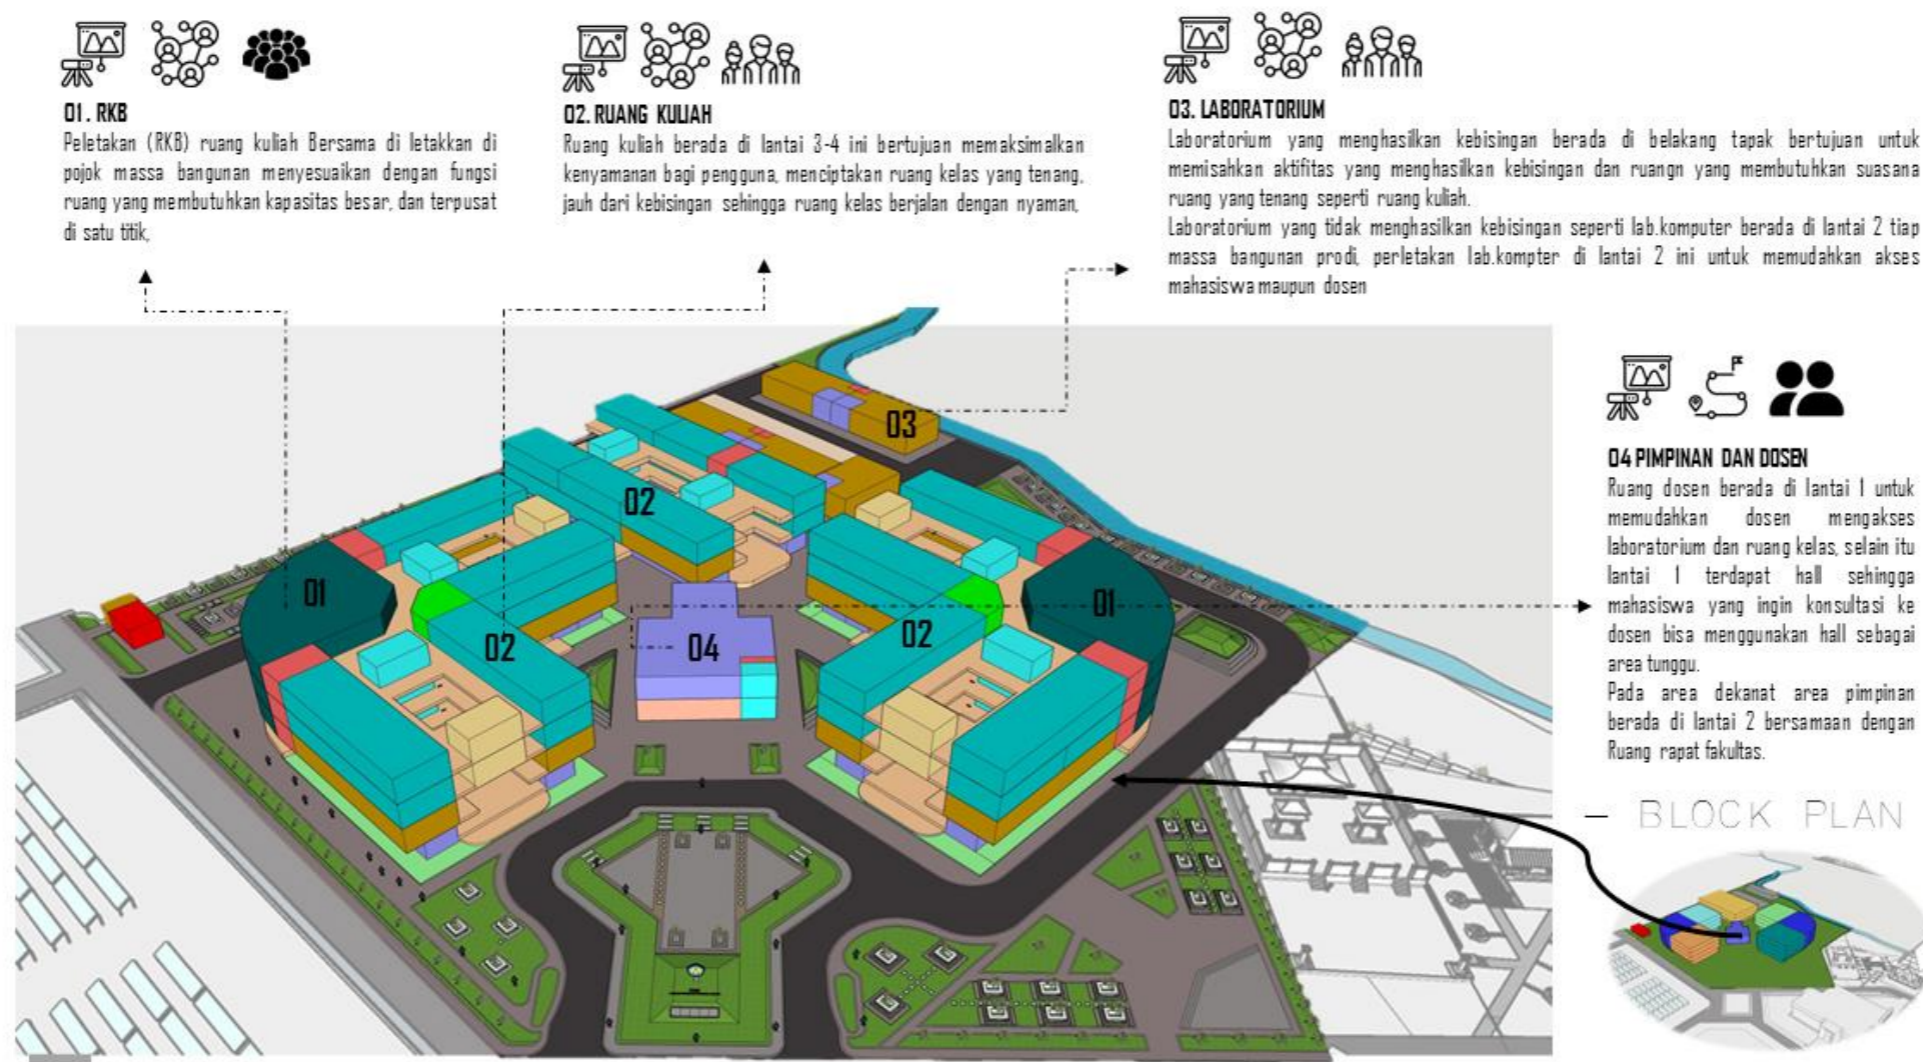 01. RKB
Peletakan (RKB) ruang kuliah Bersama di letakkan di
pojok massa bangunan menyesuaikan dengan fungsi
ruang yang membutuhkan kapasitas besar, dan terpusat
di satu titik,
02. RUANG KULIAH
Ruang kuliah berada di lantai 3-4 ini bertujuan memaksimalkan
kenyamanan bagi pengguna, menciptakan ruang kelas yang tenang,
jauh dari kebisingan sehingga ruang kelas berjalan dengan nyaman,
03. LABORATORIUM
Laboratorium yang menghasilkan kebisingan berada di belakang tapak bertujuan untuk
memisahkan aktifitas yang menghasilkan kebisingan dan ruangn yang membutuhkan suasana
ruang yang tenang seperti ruang kuliah.
Laboratorium yang tidak menghasilkan kebisingan seperti lab.komputer berada di lantai 2 tiap
massa bangunan prodi, perletakan lab.kompter di lantai 2 ini untuk memudahkan akses
mahasiswa maupun dosen
04 PIMPINAN DAN DOSEN
Ruang dosen berada di lantai 1 untuk
memudahkan dosen mengakses
laboratorium dan ruang kelas, selain itu
lantai 1 terdapat hall sehingga
mahasiswa yang ingin konsultasi ke
dosen bisa menggunakan hall sebagai
area tunggu.
Pada area dekanat area pimpinan
berada di lantai 2 bersamaan dengan
Ruang rapat fakultas.
03
02
01
01
02
04
02
BLOCK PLAN